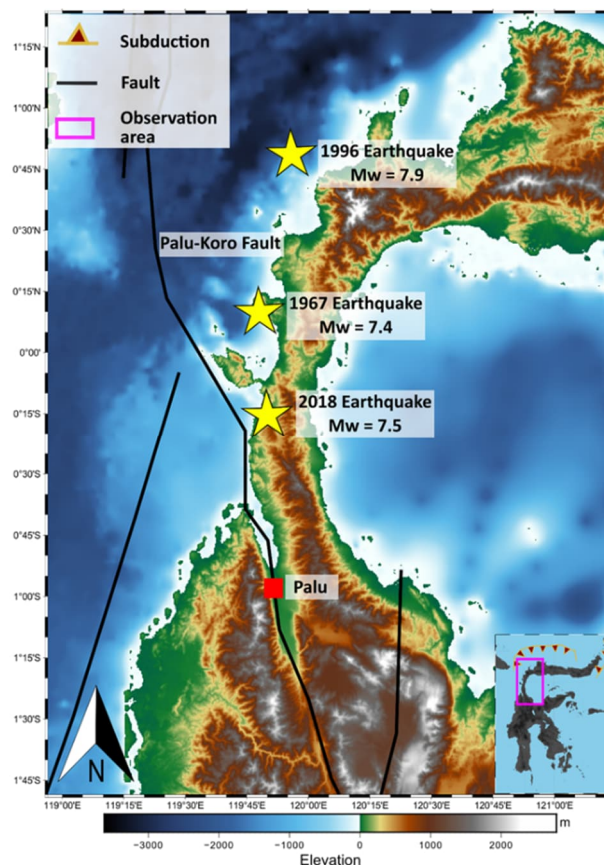 Subduction
Fault
Observation
area
1°15'N
1°00'N
0°45'N
0°30'N
0°15'N
0°00'
0°15'S
0°30'S
0°45'S
1°00'S
1°15'S
1°30'S
1°45'S
1996 Earthquake
Mw = 7.9
Palu-Koro Fault
1967 Earthquake
Mw = 7.4
2018 Earthquake
Mw = 7.5
Palu
N
119°00'E
119°15'E
119°30'E
119°45'E
120°00'E
120°15'E
120°30'E
120°45'E
121°00'E
m
−3000
−2000
−1000
0
1000
2000
Elevation